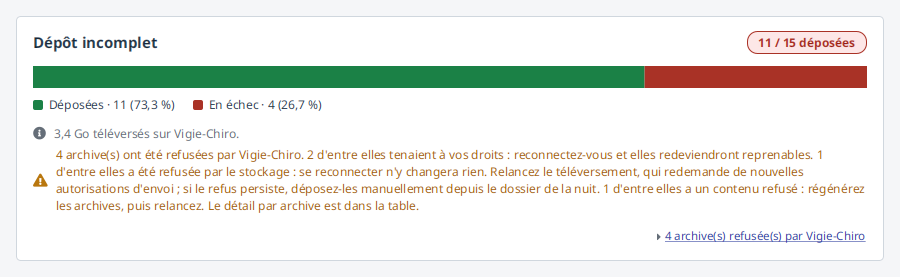 Dépôt incomplet
11 / 15 déposées
Déposées · 11 (73,3 %)
En échec · 4 (26,7 %)
3,4 Go téléversés sur Vigie-Chiro.
4 archive(s) ont été refusées par Vigie-Chiro. 2 d'entre elles tenaient à vos droits : reconnectez-vous et elles redeviendront reprenables. 1
d'entre elles a été refusée par le stockage : se reconnecter n'y changera rien. Relancez le téléversement, qui redemande de nouvelles
autorisations d'envoi ; si le refus persiste, déposez-les manuellement depuis le dossier de la nuit. 1 d'entre elles a un contenu refusé : régénérez
les archives, puis relancez. Le détail par archive est dans la table.
4 archive(s) refusée(s) par Vigie-Chiro